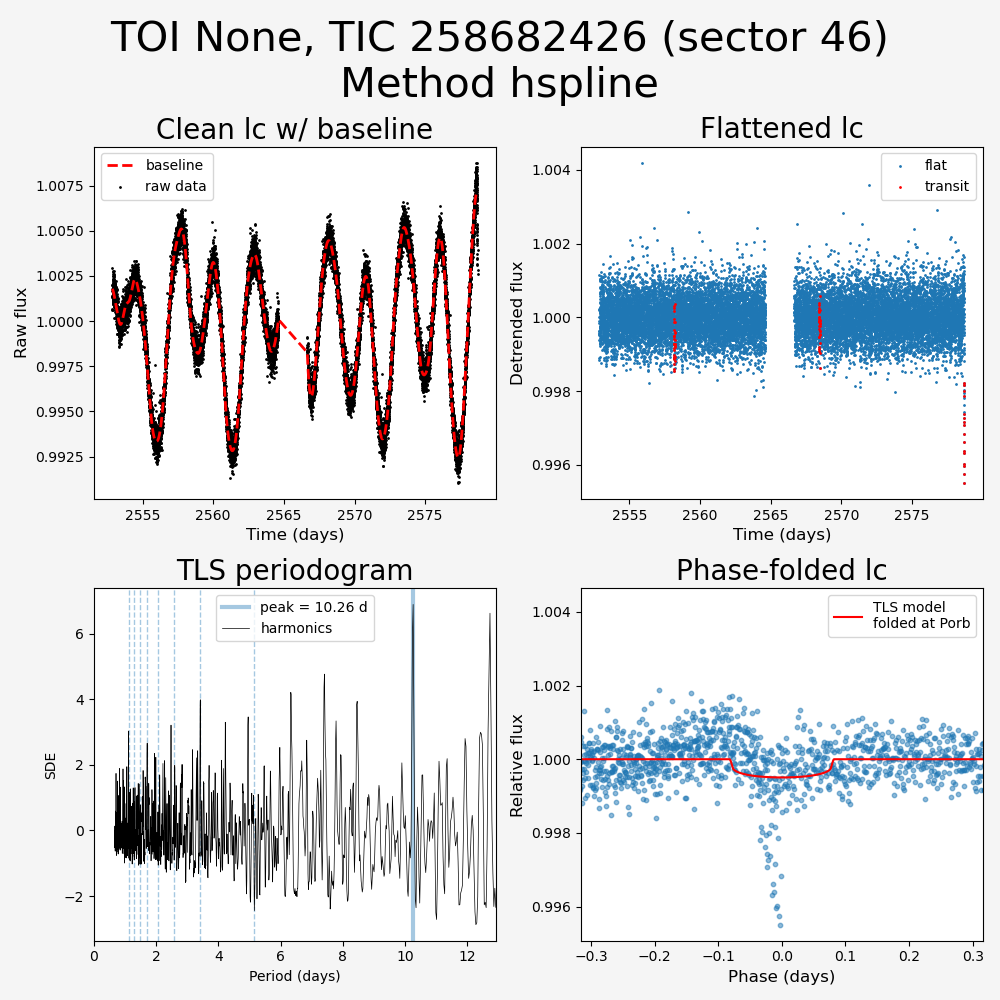 TOI None, TIC 258682426 (sector 46)
Method hspline
Clean lc w/ baseline
baseline
raw data
1.0075
1.0050
1.0025
1.0000
0.9975
0.9950
0.9925
Raw flux
2555
2560
2565
2570
2575
Time (days)
Flattened lc
flat
transit
1.004
1.002
1.000
0.998
0.996
Detrended flux
2555
2560
2565
2570
2575
Time (days)
TLS periodogram
peak = 10.26 d
harmonics
6
4
2
0
−2
SDE
0
2
4
6
8
10
12
Period (days)
Phase-folded lc
TLS model
folded at Porb
1.004
1.002
1.000
0.998
0.996
Relative flux
−0.3
−0.2
−0.1
0.0
0.1
0.2
0.3
Phase (days)